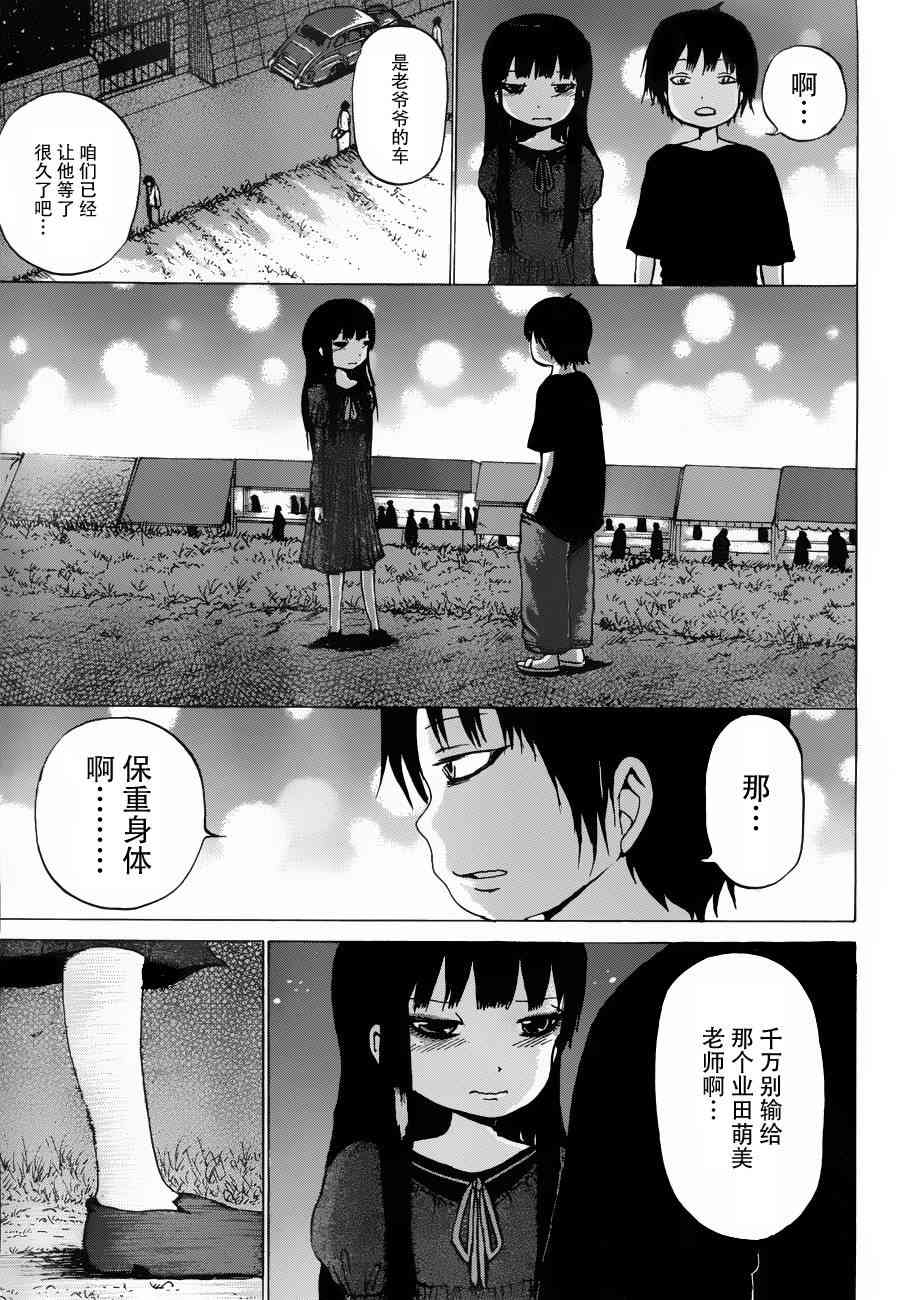 啊…
是老爷爷的车
咱们已经
让他等了
很久了吧…
那…
保重身体
啊………
千万别输给
那个业田萌美
老师啊…